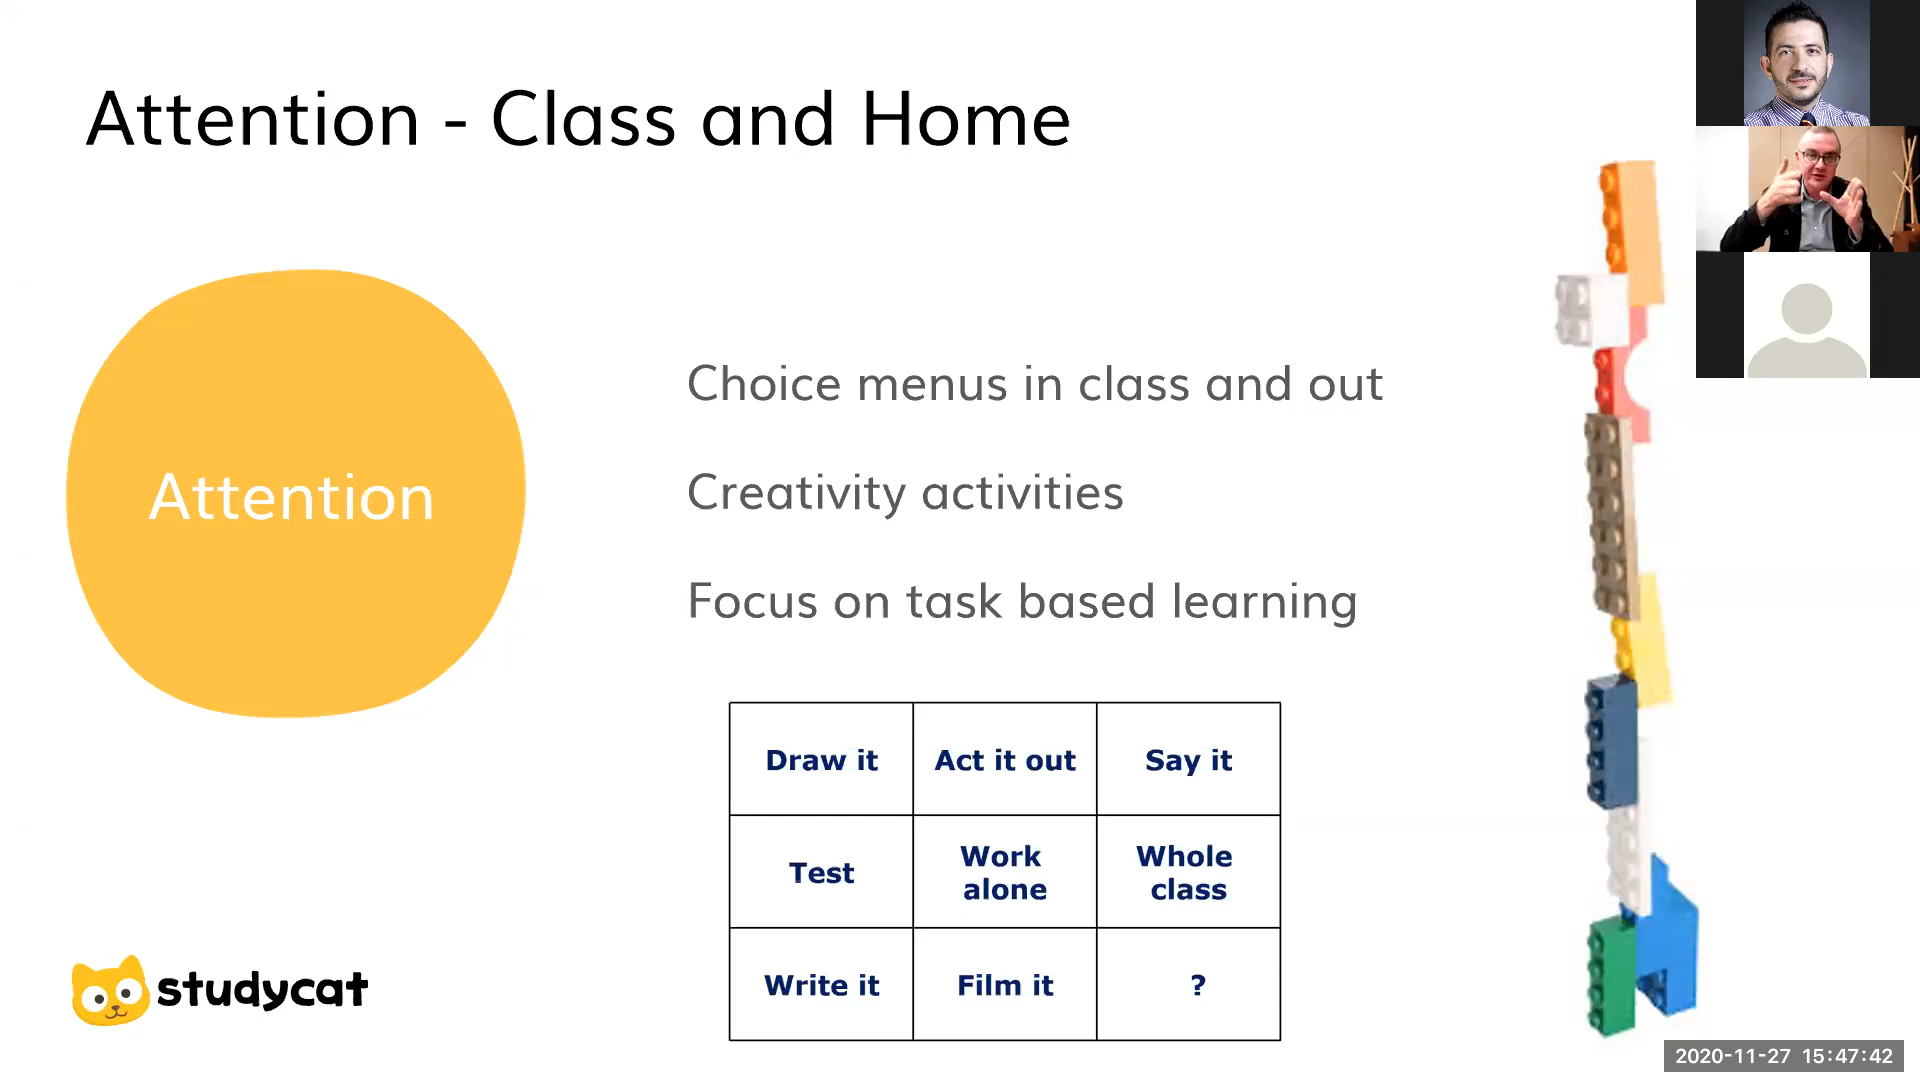 Attention - Class and Home
Attention
Choice menus in class and out
Creativity activities
Focus on task based learning
Draw it
Act it out
Say it
Test
Work
alone
Whole
class
Write it
Film it
?
studycat
2020-11-27 15:47:42